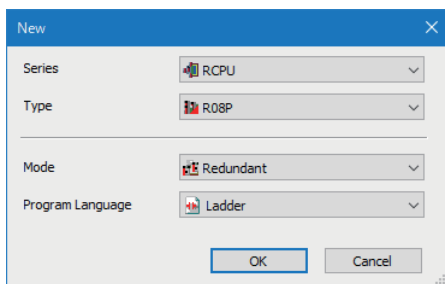 New
Series RCPU
Type R08P
Mode Redundant
Program Language Ladder
OK Cancel